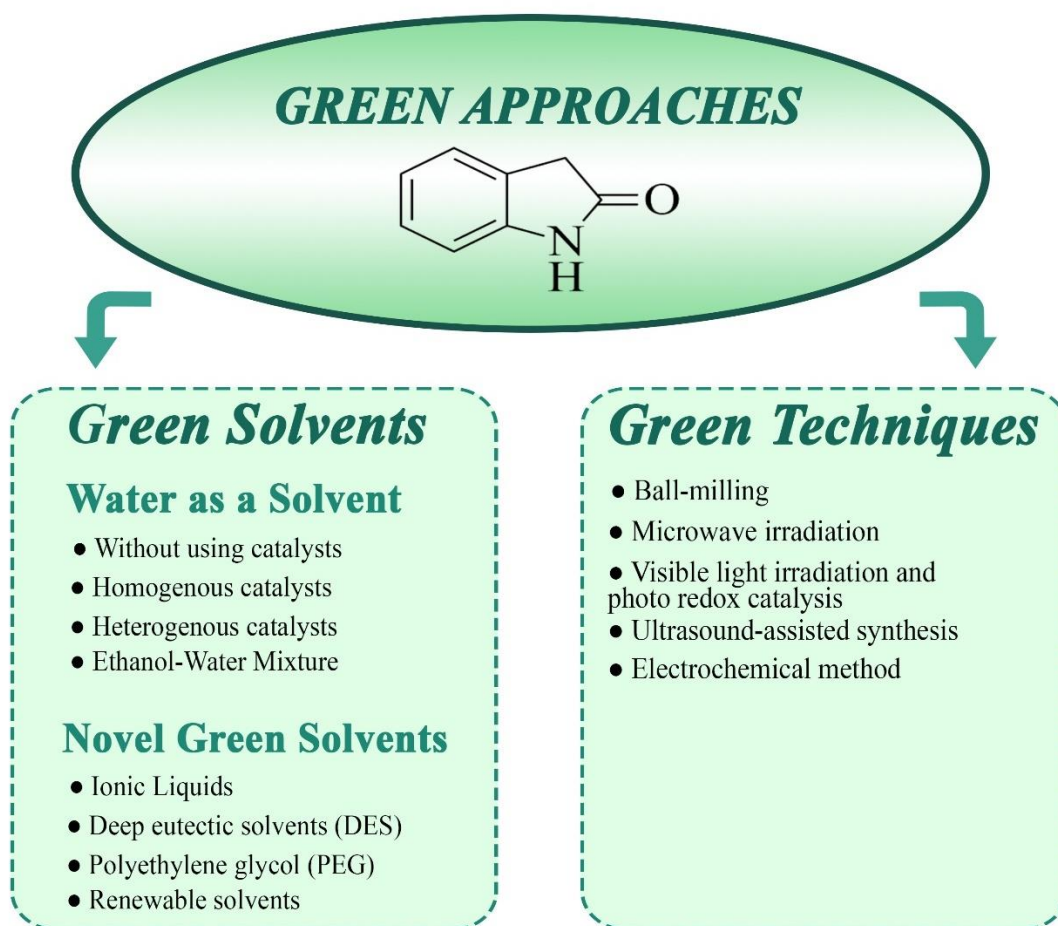 GREEN APPROACHES
O
N
H
Green Solvents
Water as a Solvent
● Without using catalysts
● Homogenous catalysts
● Heterogenous catalysts
● Ethanol-Water Mixture
Novel Green Solvents
● Ionic Liquids
● Deep eutectic solvents (DES)
● Polyethylene glycol (PEG)
● Renewable solvents
Green Techniques
● Ball-milling
● Microwave irradiation
● Visible light irradiation and
photo redox catalysis
● Ultrasound-assisted synthesis
● Electrochemical method